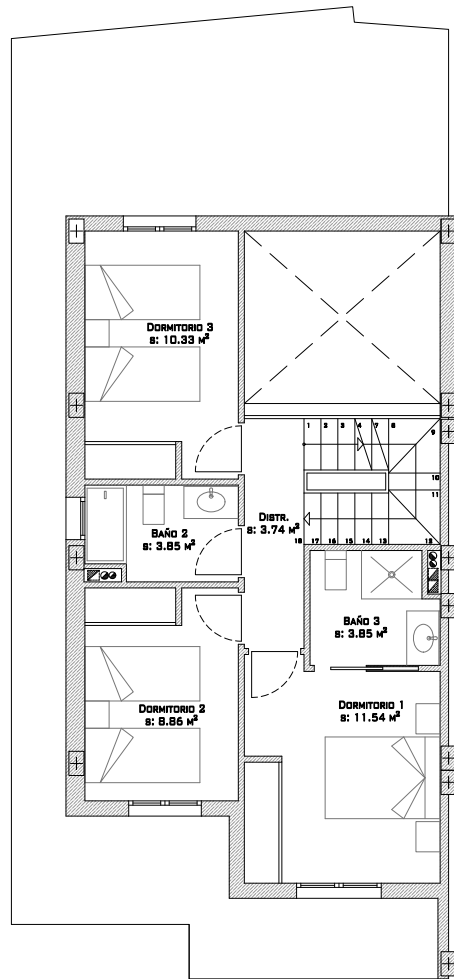 Dormitorio 3
s: 10.33 m²
1 2 3 4 7 8
9
10
11
Distr.
s: 3.74 m²
18 17 16 15 14 13
12
Baño 2
s: 3.85 m²
Baño 3
s: 3.85 m²
Dormitorio 2
s: 8.86 m²
Dormitorio 1
s: 11.54 m²